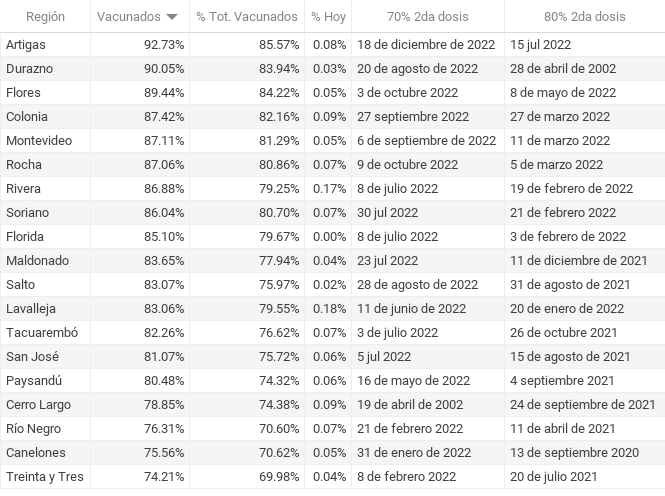 Región Vacunados % Tot. Vacunados % Hoy 70% 2da dosis 80% 2da dosis
Artigas 92.73% 85.57% 0.08% 18 de diciembre de 2022 15 jul 2022
Durazno 90.05% 83.94% 0.03% 20 de agosto de 2022 28 de abril de 2002
Flores 89.44% 84.22% 0.05% 3 de octubre 2022 8 de mayo de 2022
Colonia 87.42% 82.16% 0.09% 27 septiembre 2022 27 de marzo 2022
Montevideo 87.11% 81.29% 0.05% 6 de septiembre de 2022 11 de marzo 2022
Rocha 87.06% 80.86% 0.07% 9 de octubre 2022 5 de marzo 2022
Rivera 86.88% 79.25% 0.17% 8 de julio 2022 19 de febrero de 2022
Soriano 86.04% 80.70% 0.07% 30 jul 2022 21 de febrero 2022
Florida 85.10% 79.67% 0.00% 8 de julio 2022 3 de febrero de 2022
Maldonado 83.65% 77.94% 0.04% 23 jul 2022 11 de diciembre de 2021
Salto 83.07% 75.97% 0.02% 28 de agosto de 2022 31 de agosto de 2021
Lavalleja 83.06% 79.55% 0.18% 11 de junio de 2022 20 de enero de 2022
Tacuarembó 82.26% 76.62% 0.07% 3 de julio 2022 26 de octubre 2021
San José 81.07% 75.72% 0.06% 5 jul 2022 15 de agosto de 2021
Paysandú 80.48% 74.32% 0.06% 16 de mayo de 2022 4 septiembre 2021
Cerro Largo 78.85% 74.38% 0.09% 19 de abril de 2002 24 de septiembre de 2021
Río Negro 76.31% 70.60% 0.07% 21 de febrero 2022 11 de abril de 2021
Canelones 75.56% 70.62% 0.05% 31 de enero de 2022 13 de septiembre 2020
Treinta y Tres 74.21% 69.98% 0.04% 8 de febrero 2022 20 de julio 2021